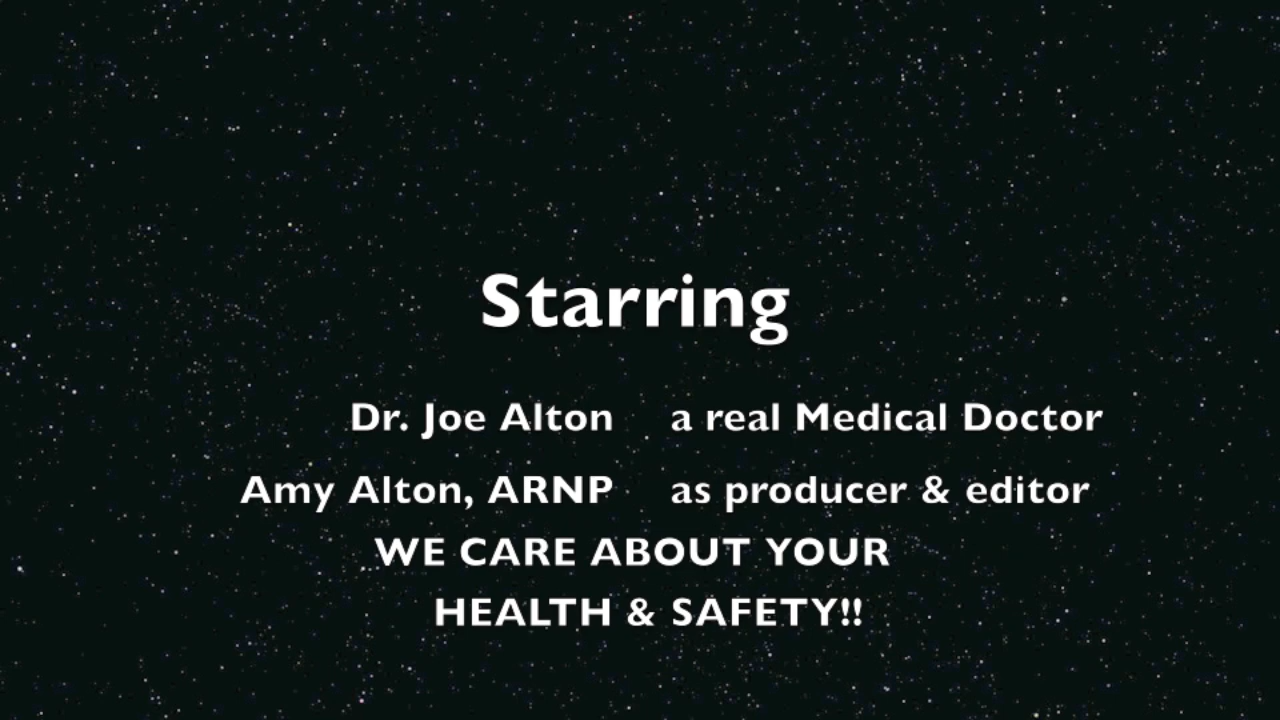 Starring
Dr. Joe Alton a real Medical Doctor
Amy Alton, ARNP as producer & editor
WE CARE ABOUT YOUR
HEALTH & SAFETY!!